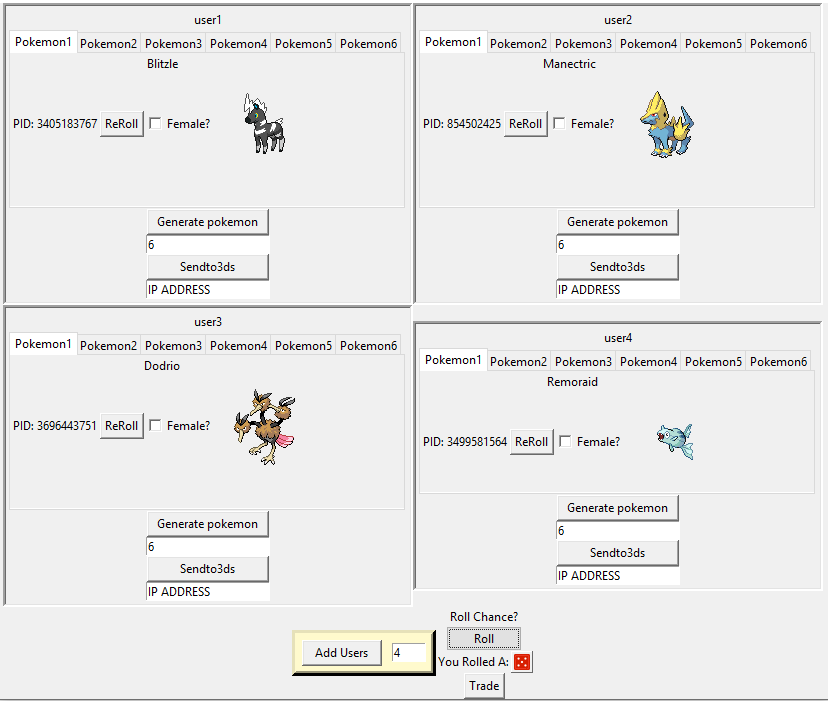 user1
Pokemon1 Pokemon2 Pokemon3 Pokemon4 Pokemon5 Pokemon6
Blitzle
PID: 3405183767 ReRoll Female?
Generate pokemon
6
Sendto3ds
IP ADDRESS
user2
Pokemon1 Pokemon2 Pokemon3 Pokemon4 Pokemon5 Pokemon6
Manectric
PID: 854502425 ReRoll Female?
Generate pokemon
6
Sendto3ds
IP ADDRESS
user3
Pokemon1 Pokemon2 Pokemon3 Pokemon4 Pokemon5 Pokemon6
Dodrio
PID: 3696443751 ReRoll Female?
Generate pokemon
6
Sendto3ds
IP ADDRESS
user4
Pokemon1 Pokemon2 Pokemon3 Pokemon4 Pokemon5 Pokemon6
Remoraid
PID: 3499581564 ReRoll Female?
Generate pokemon
6
Sendto3ds
IP ADDRESS
Add Users 4
Roll Chance?
Roll
You Rolled A:
Trade